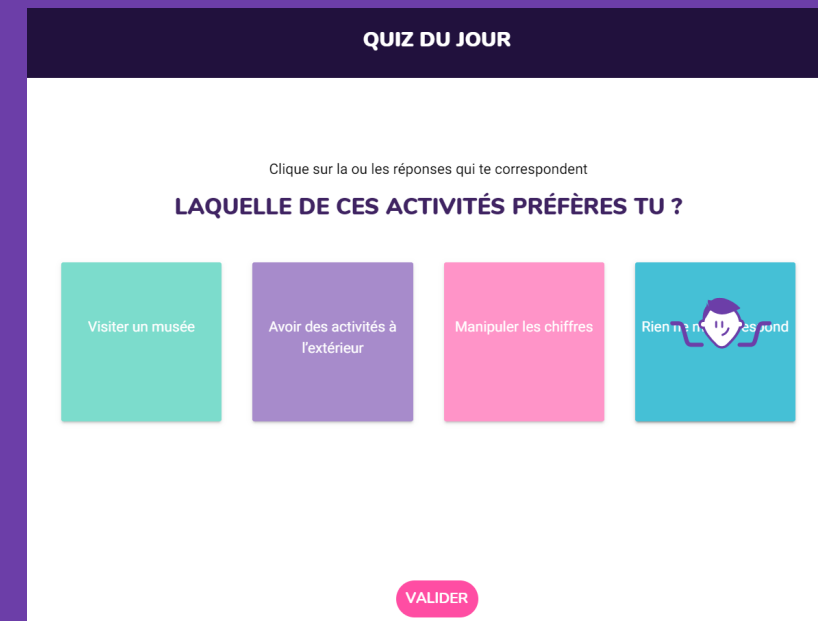 QUIZ DU JOUR
Clique sur la ou les réponses qui te correspondent
LAQUELLE DE CES ACTIVITÉS PRÉFÈRES TU ?
Visiter un musée
Avoir des activités à
l'extérieur
Manipuler les chiffres
Rien ne
VALIDER